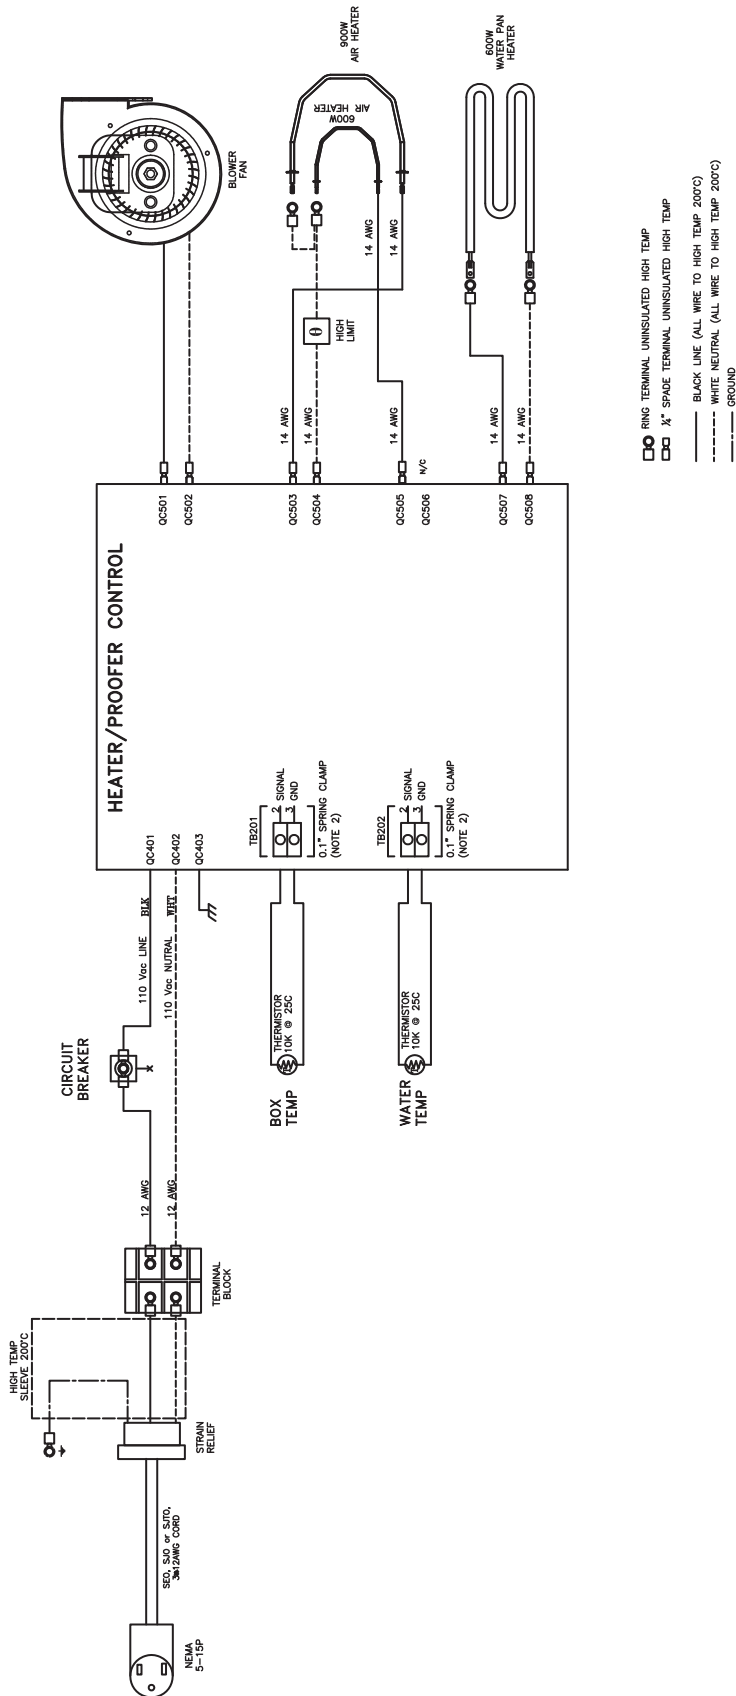 900W
AIR HEATER
600W
AIR HEATER
600W
WATER PAN
HEATER
BLOWER
FAN
14 AWG
14 AWG
HIGH
LIMIT
θ
14 AWG
14 AWG
14 AWG
14 AWG
14 AWG
N/C
QC501
QC502
QC503
QC504
QC505
QC506
QC507
QC508
RING TERMINAL UNINSULATED HIGH TEMP
¼" SPADE TERMINAL UNINSULATED HIGH TEMP
BLACK LINE (ALL WIRE TO HIGH TEMP 200°C)
WHITE NEUTRAL (ALL WIRE TO HIGH TEMP 200°C)
GROUND
HEATER/PROOFER CONTROL
QC401
QC402
QC403
TB201
2 SIGNAL
3 GND
0.1" SPRING CLAMP
(NOTE 2)
TB202
2 SIGNAL
3 GND
0.1" SPRING CLAMP
(NOTE 2)
110 Vac LINE
BLK
110 Vac NUTRAL
WHT
CIRCUIT
BREAKER
THERMISTOR
10K @ 25C
BOX
TEMP
THERMISTOR
10K @ 25C
WATER
TEMP
12 AWG
12 AWG
TERMINAL
BLOCK
HIGH TEMP
SLEEVE 200°C
STRAIN
RELIEF
SEO, SJO or SJTO,
12AWG CORD
NEMA
5-15P